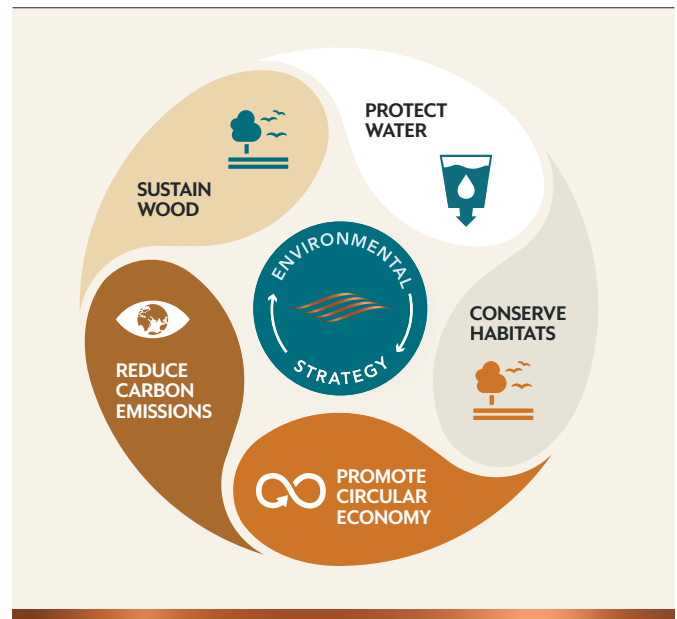 PROTECT
WATER
SUSTAIN
WOOD
ENVIRONMENTAL
STRATEGY
CONSERVE
HABITATS
REDUCE
CARBON
EMISSIONS
PROMOTE
CIRCULAR
ECONOMY